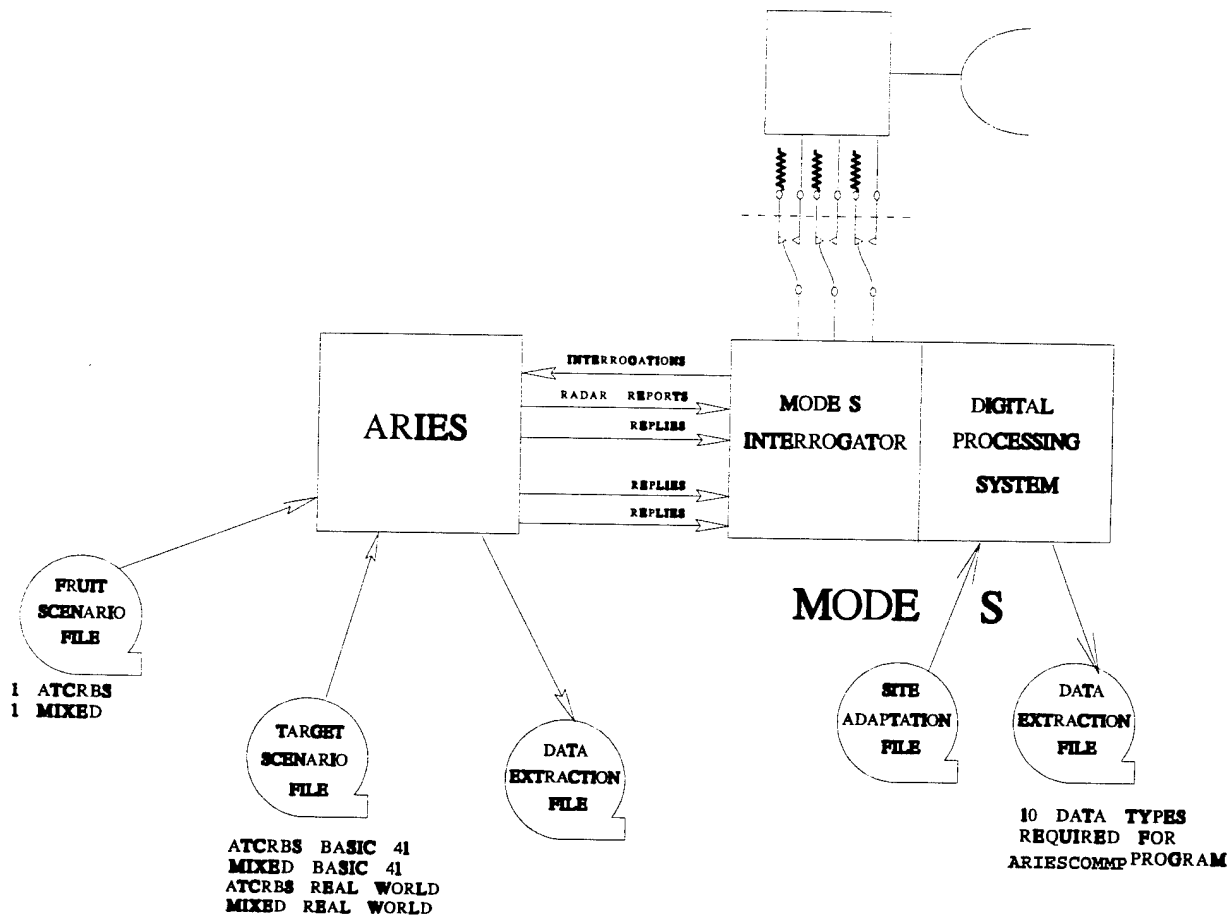 INTERROGATIONS
RADAR REPORTS
REPLIES
REPLIES
REPLIES
ARIES
MODE S
INTERROGATOR
DIGITAL
PROCESSING
SYSTEM
MODE S
FRUIT
SCENARIO
FILE
1 ATCRBS
1 MIXED
TARGET
SCENARIO
FILE
ATCRBS BASIC 41
MIXED BASIC 41
ATCRBS REAL WORLD
MIXED REAL WORLD
DATA
EXTRACTION
FILE
SITE
ADAPTATION
FILE
DATA
EXTRACTION
FILE
10 DATA TYPES
REQUIRED FOR
ARIESCOMMP PROGRAM